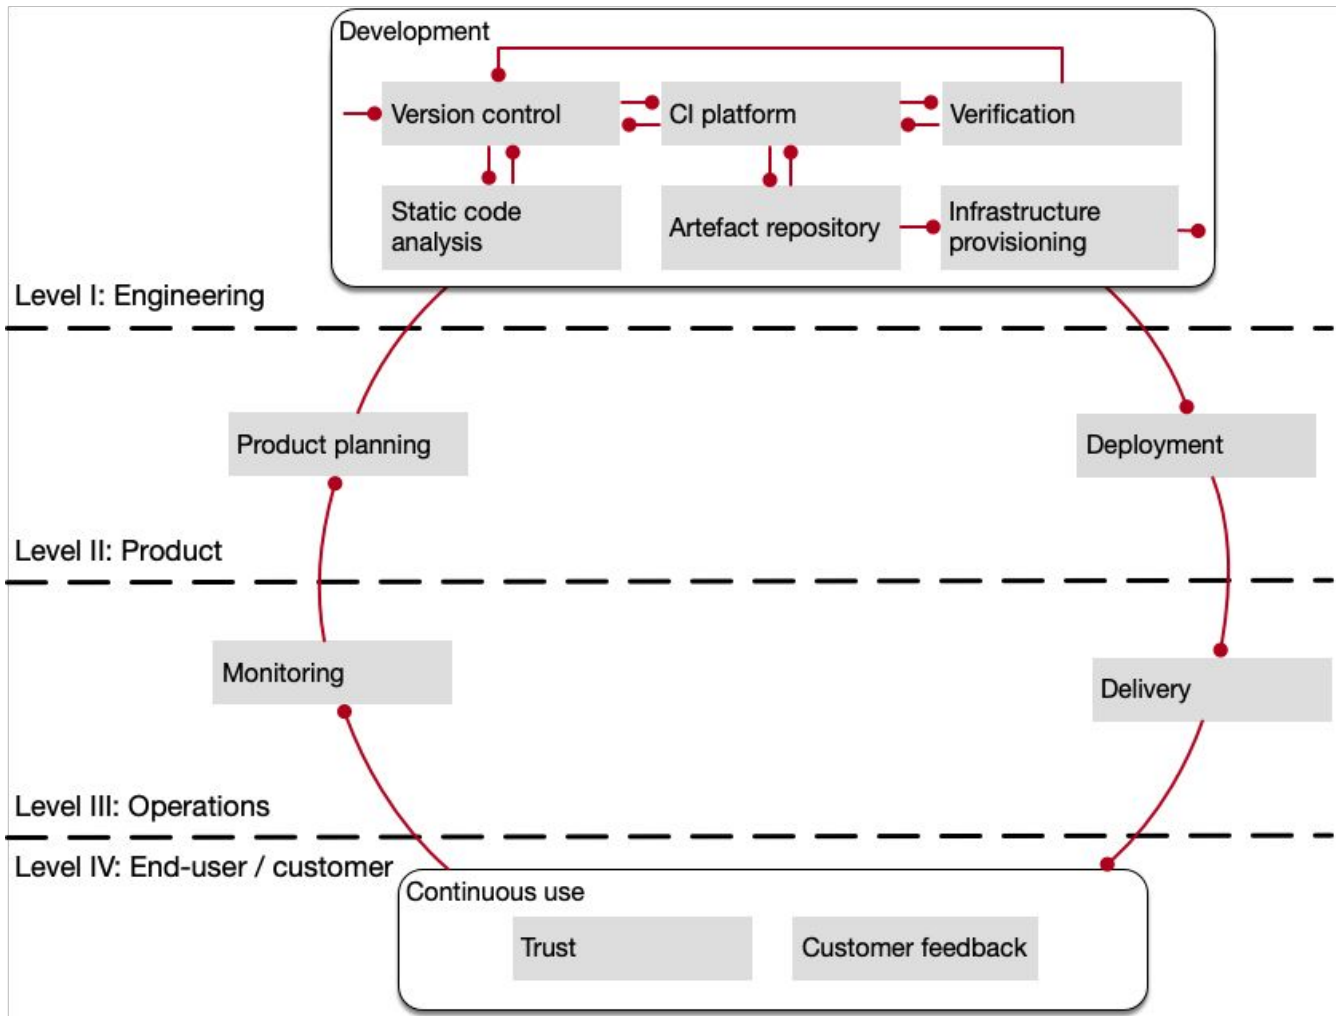 Development
Version control
CI platform
Verification
Static code
analysis
Artefact repository
Infrastructure
provisioning
Level I: Engineering
Product planning
Deployment
Level II: Product
Monitoring
Delivery
Level III: Operations
Level IV: End-user / customer
Continuous use
Trust
Customer feedback